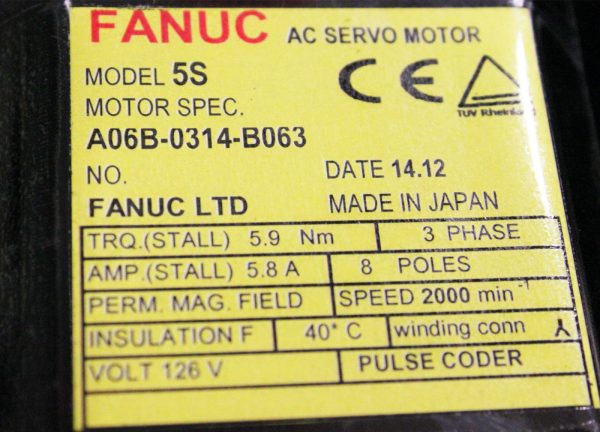 FANUC AC SERVO MOTOR
MODEL 5S
MOTOR SPEC.
A06B-0314-B063
NO. DATE 14.12
FANUC LTD MADE IN JAPAN
TRQ.(STALL) 5.9 Nm 3 PHASE
AMP.(STALL) 5.8 A 8 POLES
PERM. MAG. FIELD SPEED 2000 min⁻¹
INSULATION F 40° C winding conn
VOLT 126 V PULSE CODER
CE
TUV